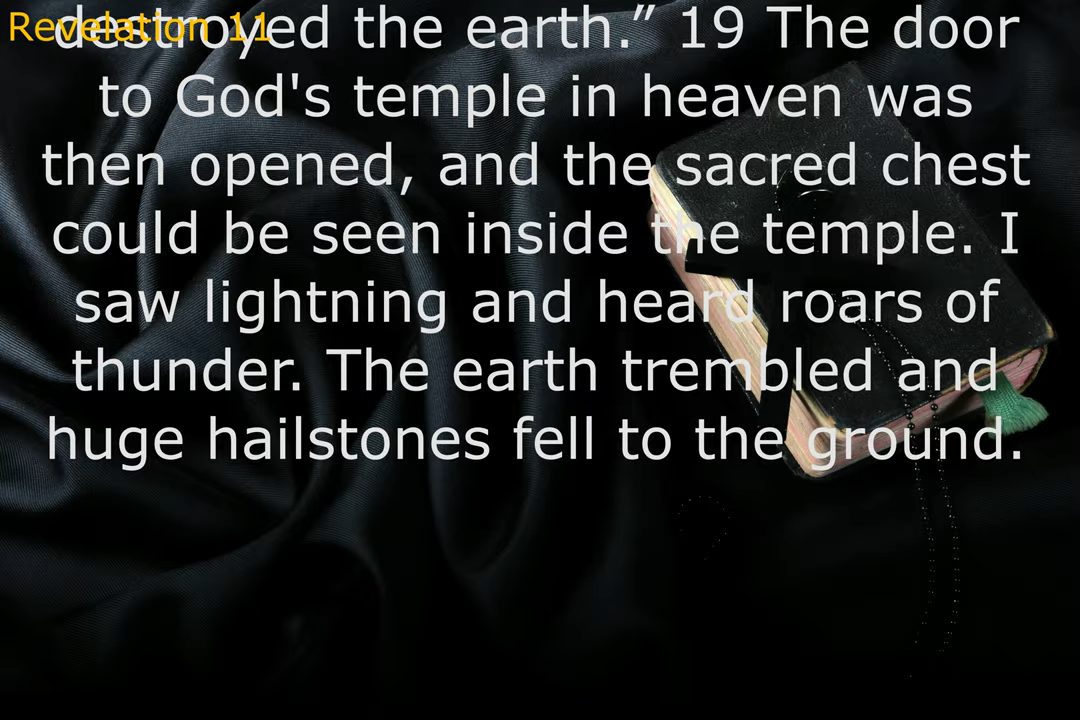 Revelation 11
destroyed the earth.” 19 The door
to God's temple in heaven was
then opened, and the sacred chest
could be seen inside the temple. I
saw lightning and heard roars of
thunder. The earth trembled and
huge hailstones fell to the ground.